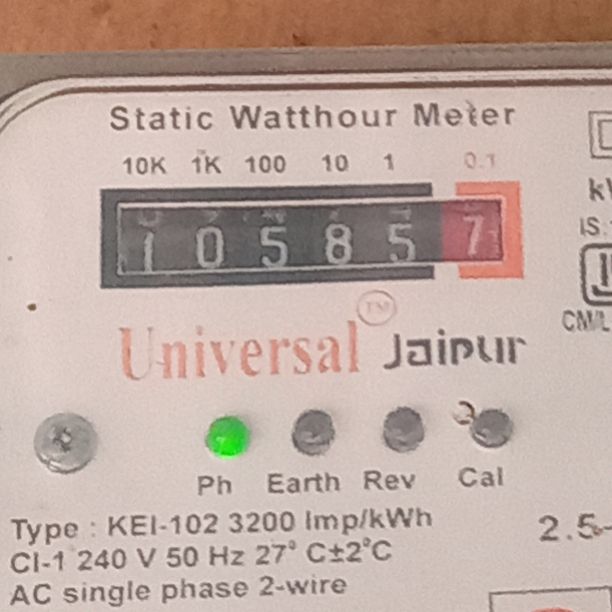 Static Watthour Meter
10K 1K 100 10 1 0.1
1 0 5 8 5 7
IS:
CM/L
TM
Universal Jaipur
Ph Earth Rev Cal
Type : KEI-102 3200 Imp/kWh
2.5-
Cl-1 240 V 50 Hz 27° C±2°C
AC single phase 2-wire